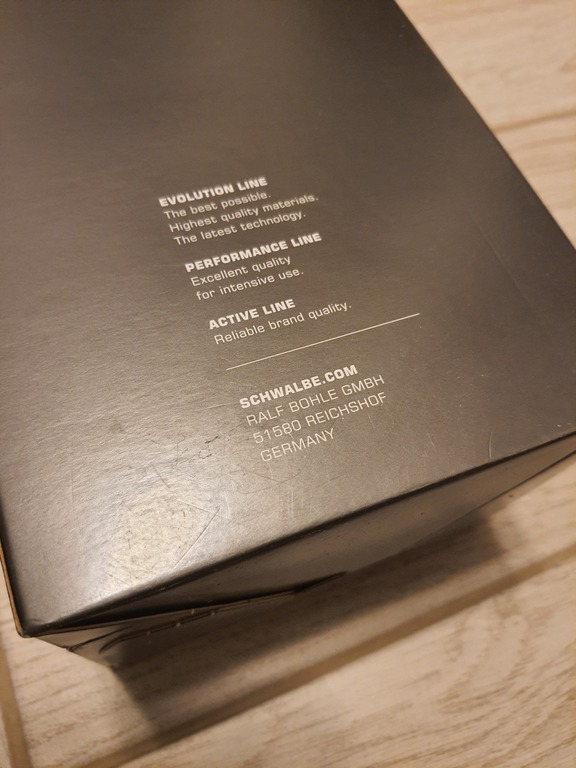 EVOLUTION LINE
The best possible.
Highest quality materials.
The latest technology.
PERFORMANCE LINE
Excellent quality
for intensive use.
ACTIVE LINE
Reliable brand quality.
SCHWALBE.COM
RALF BOHLE GMBH
51580 REICHSHOF
GERMANY